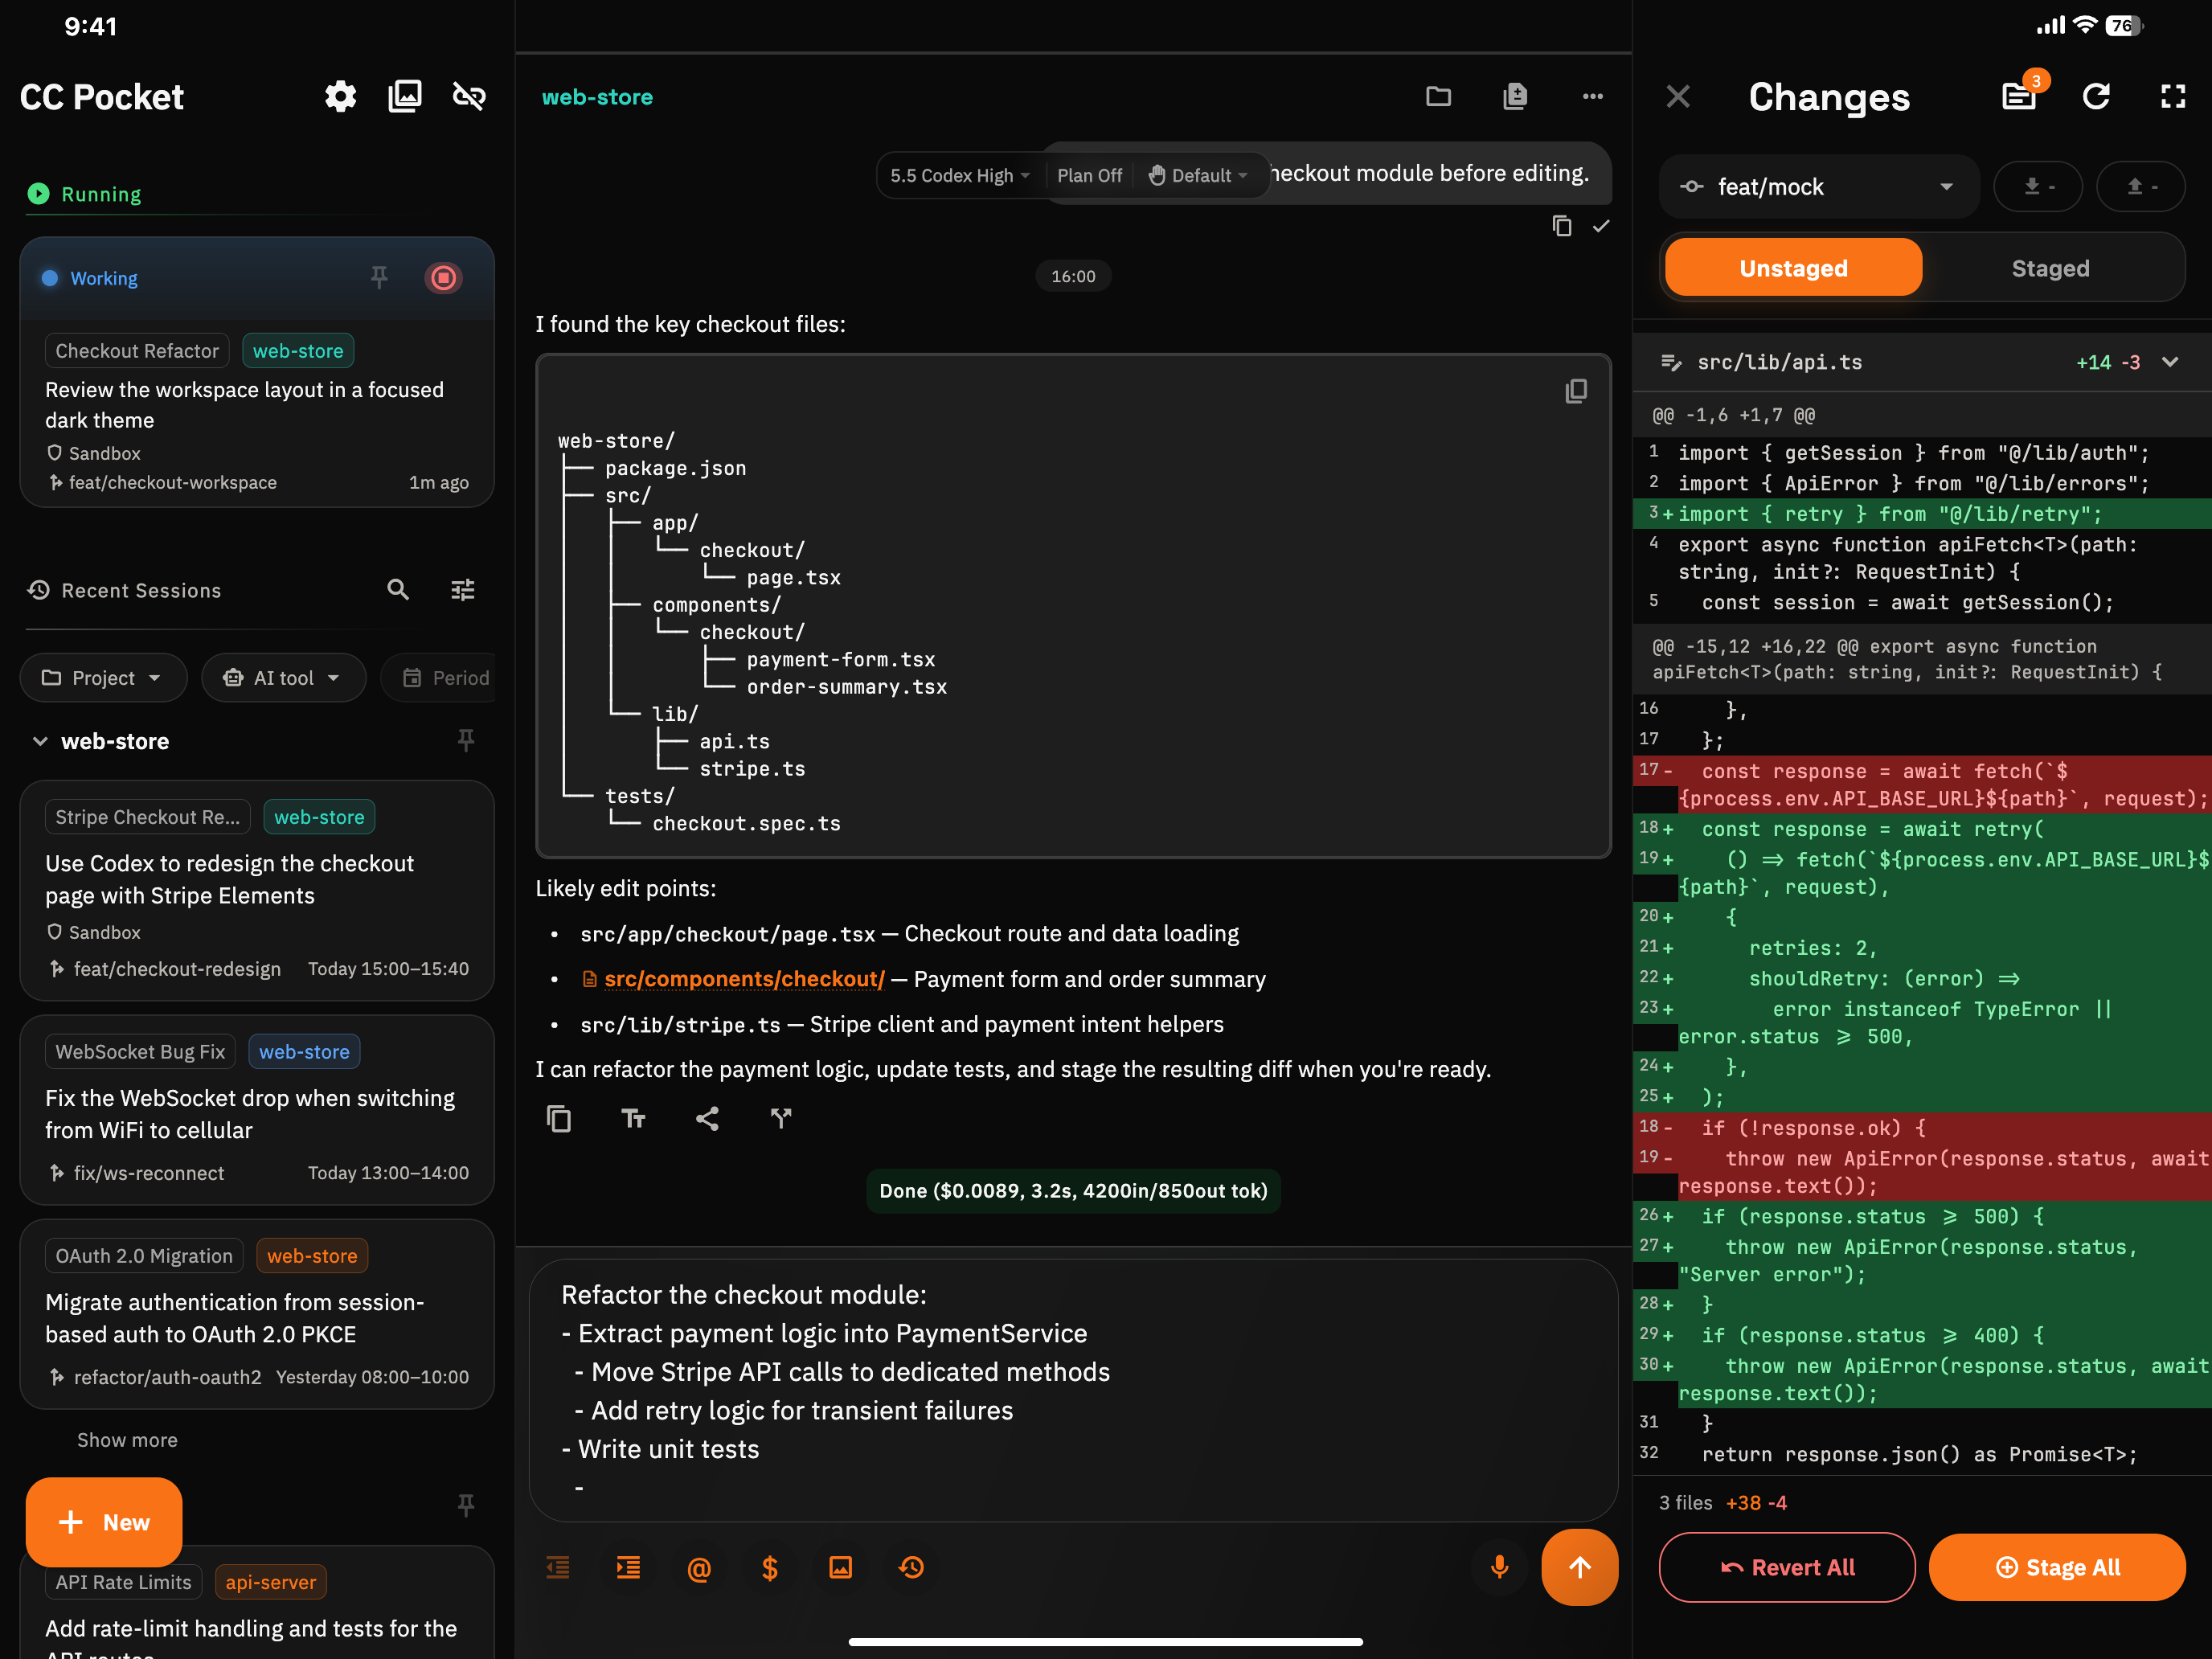 9:41
76
CC Pocket
Running
Working
Checkout Refactor web-store
Review the workspace layout in a focused
dark theme
Sandbox
feat/checkout-workspace 1m ago
Recent Sessions
Project AI tool Period
web-store
Stripe Checkout Re... web-store
Use Codex to redesign the checkout
page with Stripe Elements
Sandbox
feat/checkout-redesign Today 15:00–15:40
WebSocket Bug Fix web-store
Fix the WebSocket drop when switching
from WiFi to cellular
fix/ws-reconnect Today 13:00–14:00
OAuth 2.0 Migration web-store
Migrate authentication from session-
based auth to OAuth 2.0 PKCE
refactor/auth-oauth2 Yesterday 08:00–10:00
Show more
+ New
API Rate Limits api-server
Add rate-limit handling and tests for the
API routes
web-store
5.5 Codex High Plan Off Default
checkout module before editing.
16:00
I found the key checkout files:
web-store/
├── package.json
├── src/
│   ├── app/
│   │   └── checkout/
│   │       └── page.tsx
│   ├── components/
│   │   └── checkout/
│   │       ├── payment-form.tsx
│   │       └── order-summary.tsx
│   └── lib/
│       ├── api.ts
│       └── stripe.ts
└── tests/
    └── checkout.spec.ts
Likely edit points:
• src/app/checkout/page.tsx — Checkout route and data loading
• src/components/checkout/ — Payment form and order summary
• src/lib/stripe.ts — Stripe client and payment intent helpers
I can refactor the payment logic, update tests, and stage the resulting diff when you're ready.
Done ($0.0089, 3.2s, 4200in/850out tok)
Refactor the checkout module:
- Extract payment logic into PaymentService
  - Move Stripe API calls to dedicated methods
  - Add retry logic for transient failures
- Write unit tests
  -
@ $
Changes
3
feat/mock - -
Unstaged Staged
src/lib/api.ts +14 -3
@@ -1,6 +1,7 @@
1 import { getSession } from "@/lib/auth";
2 import { ApiError } from "@/lib/errors";
3 + import { retry } from "@/lib/retry";
4 export async function apiFetch<T>(path:
string, init?: RequestInit) {
5   const session = await getSession();
@@ -15,12 +16,22 @@ export async function
apiFetch<T>(path: string, init?: RequestInit) {
16     },
17   };
17 -   const response = await fetch(`$
{process.env.API_BASE_URL}${path}`, request);
18 +   const response = await retry(
19 +     () => fetch(`${process.env.API_BASE_URL}$
{path}`, request),
20 +     {
21 +       retries: 2,
22 +       shouldRetry: (error) =>
23 +         error instanceof TypeError ||
error.status >= 500,
24 +     },
25 +   );
18 -   if (!response.ok) {
19 -     throw new ApiError(response.status, await
response.text());
26 +   if (response.status >= 500) {
27 +     throw new ApiError(response.status,
"Server error");
28 +   }
29 +   if (response.status >= 400) {
30 +     throw new ApiError(response.status, await
response.text());
31   }
32   return response.json() as Promise<T>;
3 files +38 -4
Revert All Stage All